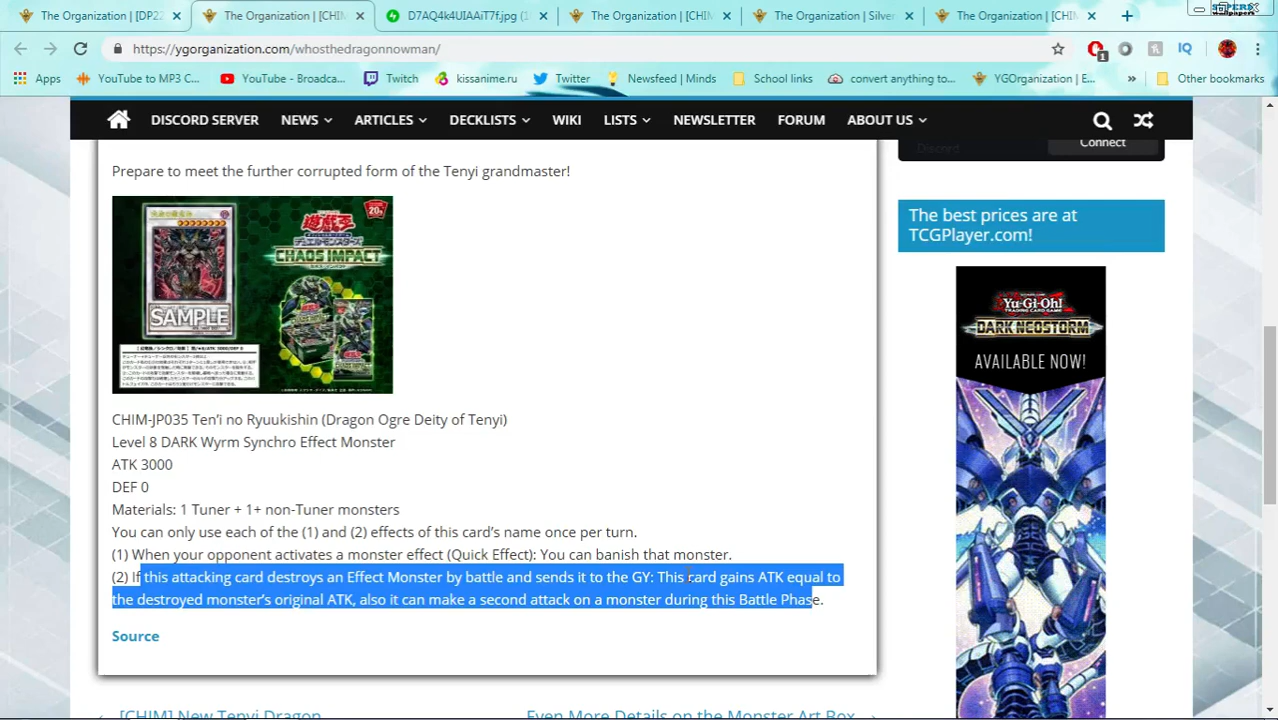 The Organization | [DP22
The Organization | [CHIM
D7AQ4k4UIAAiT7f.jpg (1
The Organization | [CHIM
The Organization | Silver
The Organization | [CHIM
https://ygorganization.com/whosthedragonnowman/
Apps
YouTube to MP3 C...
YouTube - Broadca...
Twitch
kissanime.ru
Twitter
Newsfeed | Minds
School links
convert anything to...
YGOrganization | E...
Other bookmarks
DISCORD SERVER
NEWS
ARTICLES
DECKLISTS
WIKI
LISTS
NEWSLETTER
FORUM
ABOUT US
Discord
Connect
Prepare to meet the further corrupted form of the Tenyi grandmaster!
遊戯王
CHAOS IMPACT
SAMPLE
The best prices are at
TCGPlayer.com!
Yu-Gi-Oh!
DARK NEOSTORM
AVAILABLE NOW!
CHIM-JP035 Ten’i no Ryuukishin (Dragon Ogre Deity of Tenyi)
Level 8 DARK Wyrm Synchro Effect Monster
ATK 3000
DEF 0
Materials: 1 Tuner + 1+ non-Tuner monsters
You can only use each of the (1) and (2) effects of this card’s name once per turn.
(1) When your opponent activates a monster effect (Quick Effect): You can banish that monster.
(2) If this attacking card destroys an Effect Monster by battle and sends it to the GY: This card gains ATK equal to
the destroyed monster’s original ATK, also it can make a second attack on a monster during this Battle Phase.
Source
[CHIM] New Tenyi Dragon
Even More Details on the Monster Art Box